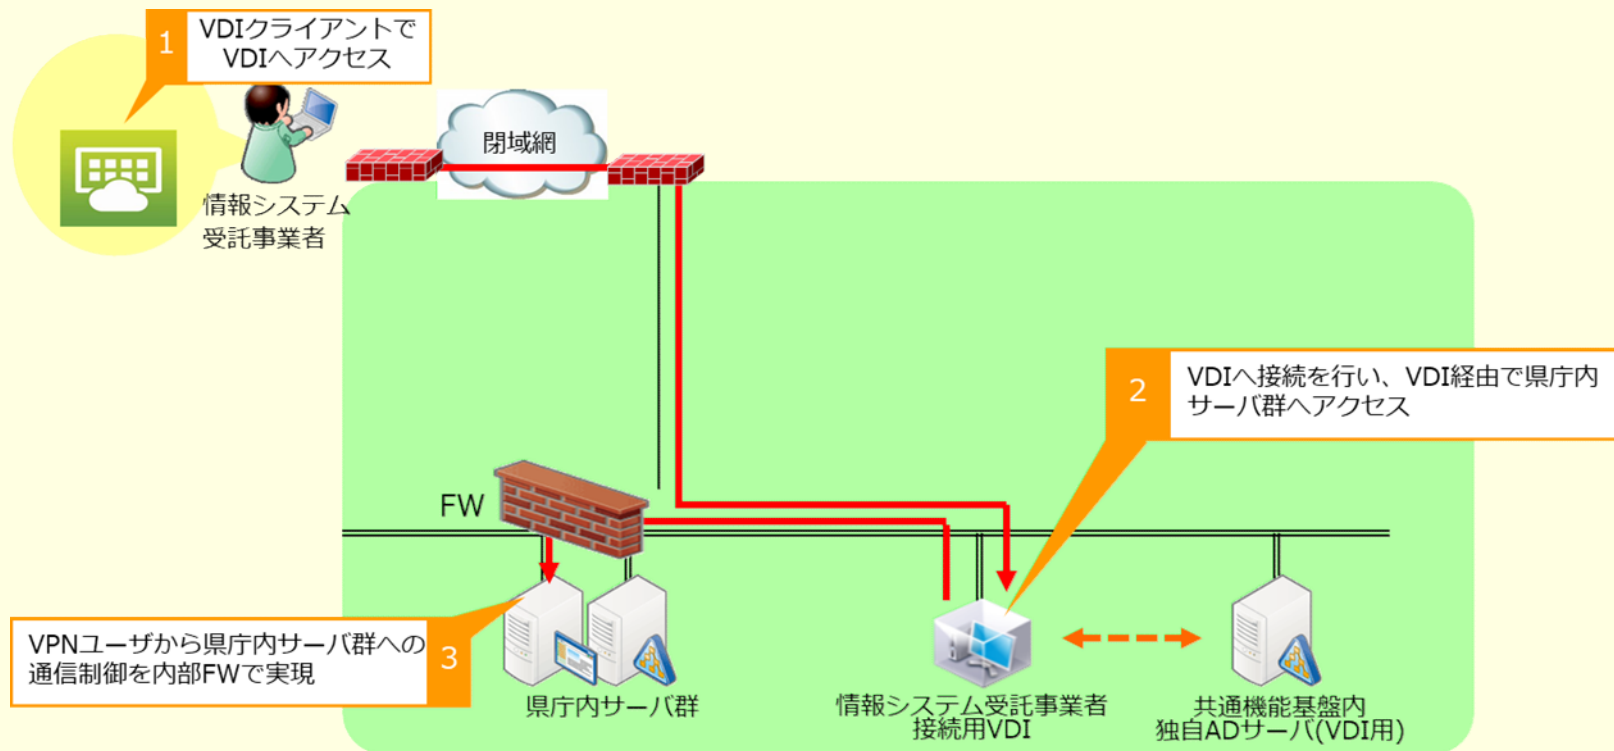 1
VDIクライアントで
VDIへアクセス
閉域網
情報システム
受託事業者
2
VDIへ接続を行い、VDI経由で県庁内
サーバ群へアクセス
FW
VPNユーザから県庁内サーバ群への
通信制御を内部FWで実現
3
県庁内サーバ群
情報システム受託事業者
接続用VDI
共通機能基盤内
独自ADサーバ(VDI用)